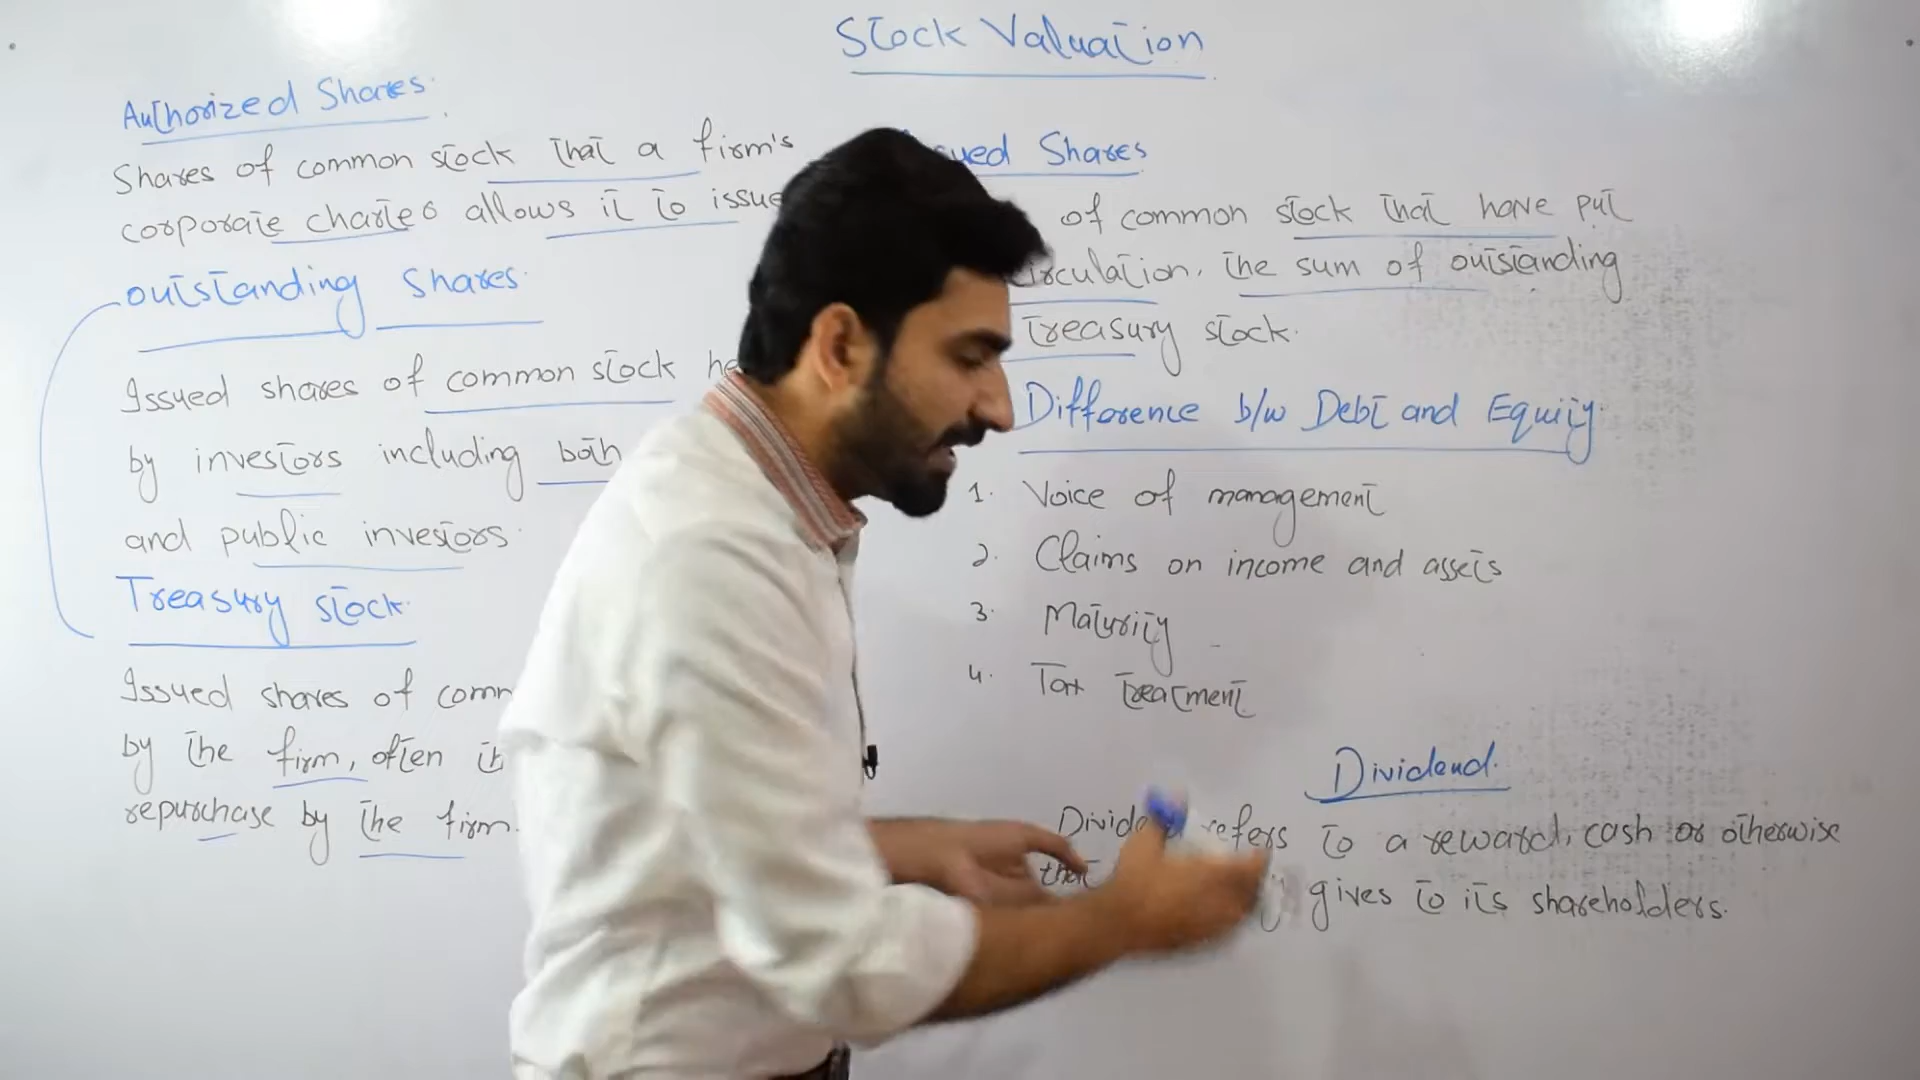 Stock Valuation
Authorized Shares
Shares of common stock that a firm's
corporate charter allows it to issue
outstanding shares
Issued shares of common stock
by investors including both
and public investors.
Treasury stock
Issued shares of
by the firm, often
repurchase by the firm.
Shares
of common stock that have put
the sum of outstanding
treasury stock.
Difference b/w Debt and Equity
1. Voice of management
2. Claims on income and assets
3. Maturity
4. Tax treatment
Dividend.
refers to a reward, cash or otherwise
that gives to its shareholders.